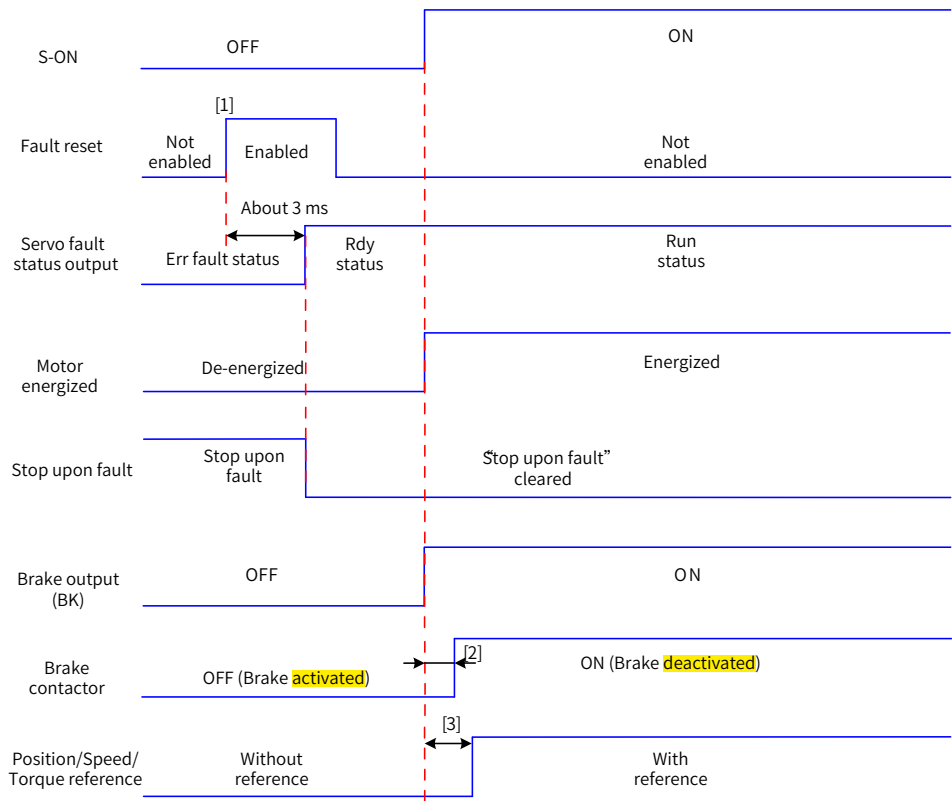 S-ON
OFF
ON
[1]
Fault reset
Not
enabled
Enabled
Not
enabled
About 3 ms
Servo fault
status output
Err fault status
Rdy
status
Run
status
Motor
energized
De-energized
Energized
Stop upon fault
Stop upon
fault
“Stop upon fault”
cleared
Brake output
(BK)
OFF
ON
Brake
contactor
OFF (Brake activated)
[2]
ON (Brake deactivated)
[3]
Position/Speed/
Torque reference
Without
reference
With
reference